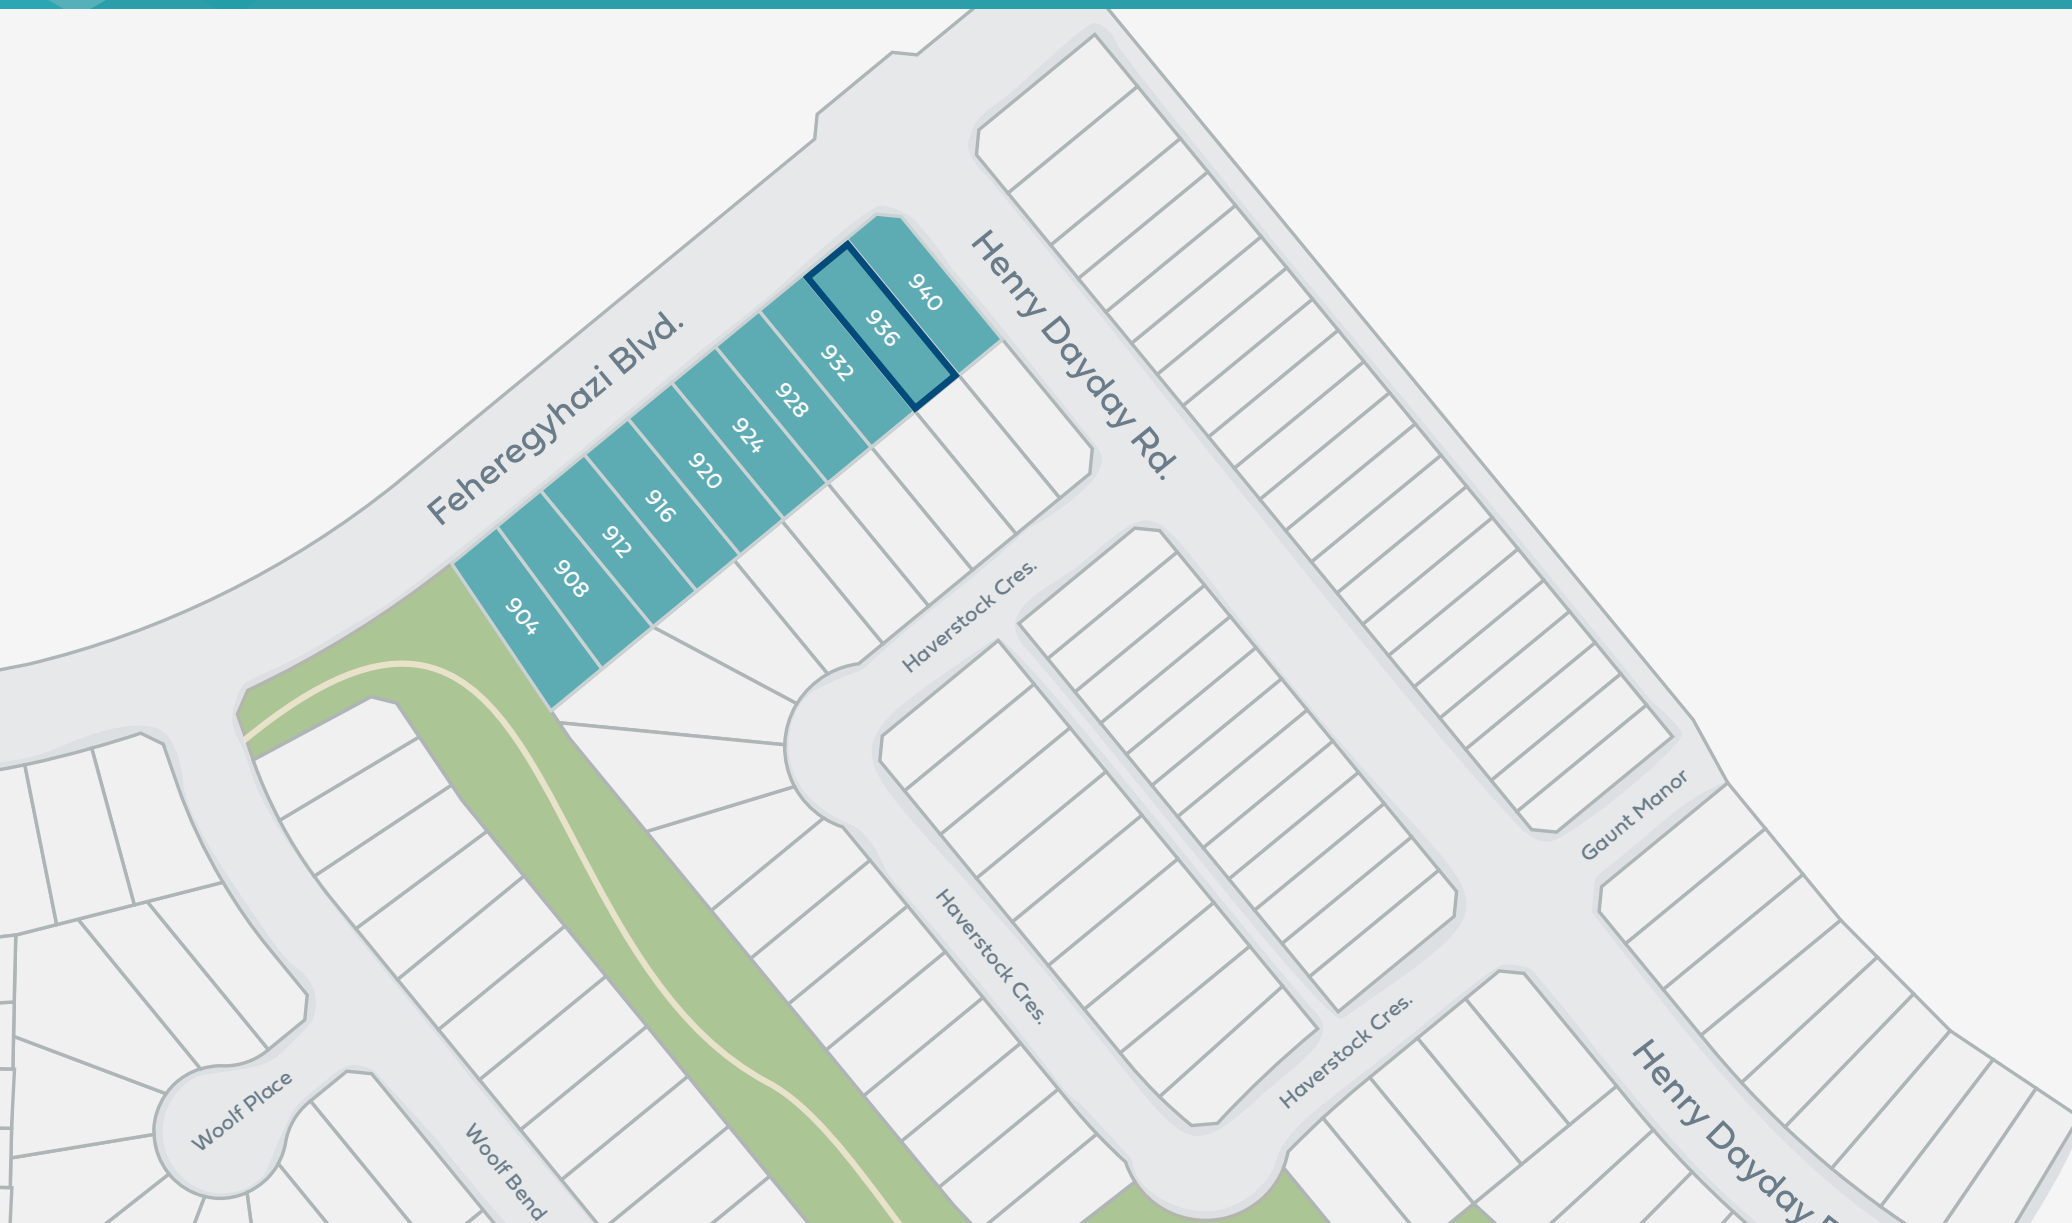 Feheregyhazi Blvd.
Henry Dayday Rd.
940
936
932
928
924
920
916
912
908
904
Haverstock Cres.
Gaunt Manor
Haverstock Cres.
Haverstock Cres.
Henry Dayday
Woolf Place
Woolf Bend